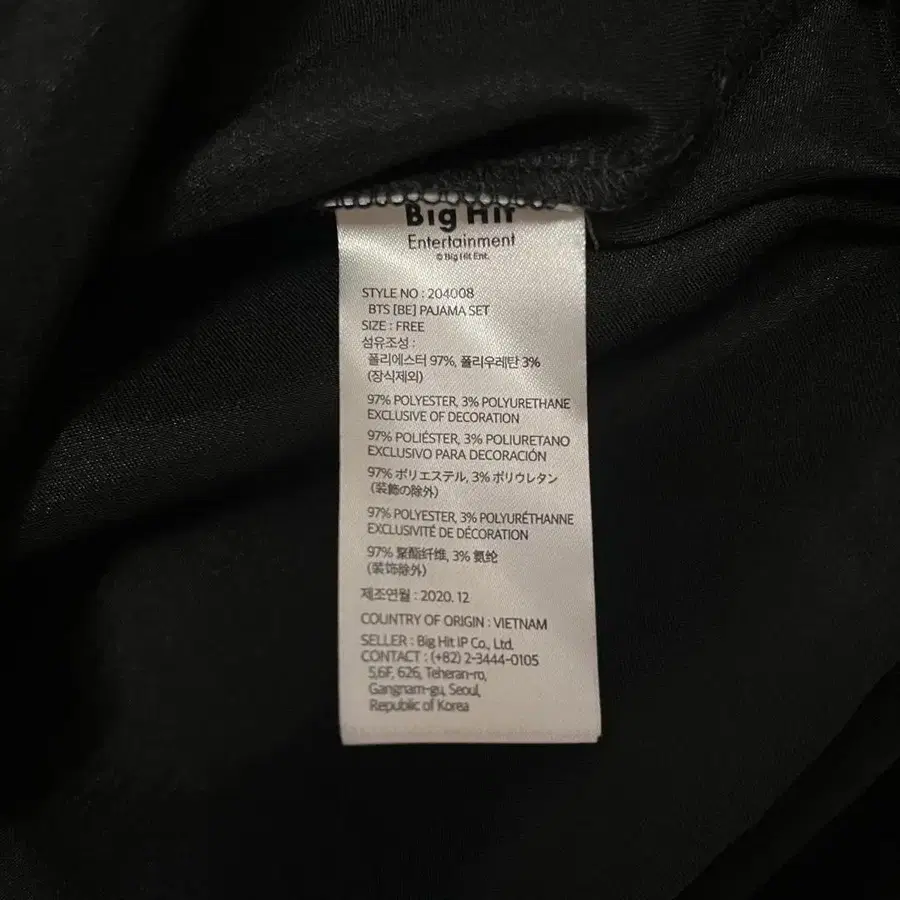 Big Hit
Entertainment
© Big Hit Ent.
STYLE NO : 204008
BTS [BE] PAJAMA SET
SIZE : FREE
섬유조성 :
폴리에스터 97%, 폴리우레탄 3%
(장식제외)
97% POLYESTER, 3% POLYURETHANE
EXCLUSIVE OF DECORATION
97% POLIÉSTER, 3% POLIURETANO
EXCLUSIVO PARA DECORACIÓN
97% ポリエステル, 3% ポリウレタン
(装飾の除外)
97% POLYESTER, 3% POLYURÉTHANNE
EXCLUSIVITÉ DE DÉCORATION
97% 聚酯纤维, 3% 氨纶
(装饰除外)
제조연월 : 2020. 12
COUNTRY OF ORIGIN : VIETNAM
SELLER : Big Hit IP Co., Ltd.
CONTACT : (+82) 2-3444-0105
5,6F, 626, Teheran-ro,
Gangnam-gu, Seoul,
Republic of Korea